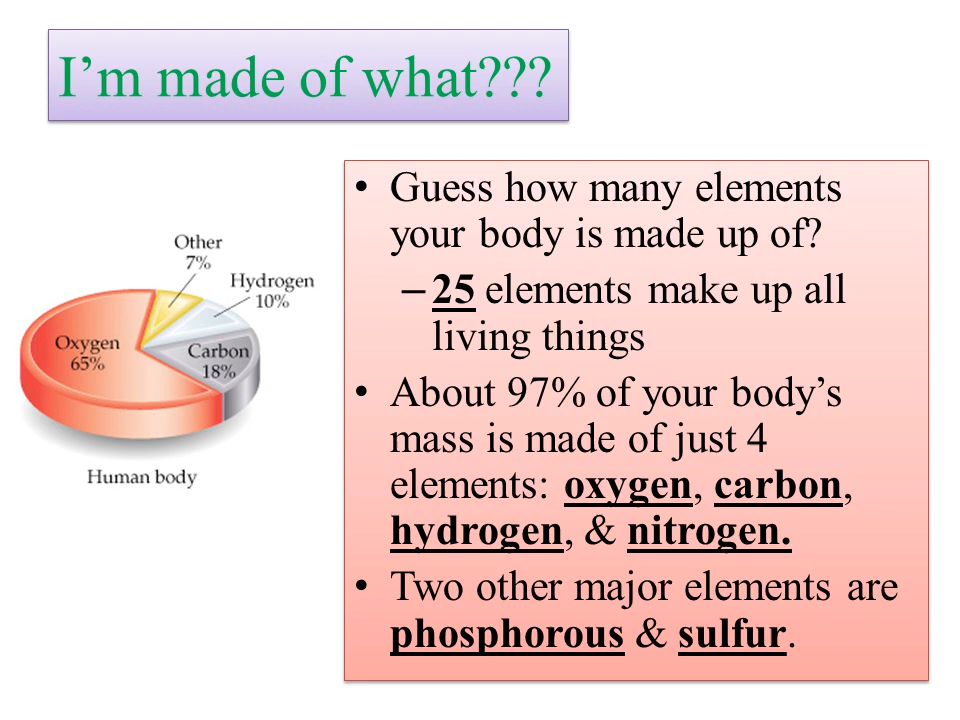 I’m made of what???
Other
7%
Hydrogen
10%
Oxygen
65%
Carbon
18%
Human body
• Guess how many elements
your body is made up of?
– 25 elements make up all
living things
• About 97% of your body’s
mass is made of just 4
elements: oxygen, carbon,
hydrogen, & nitrogen.
• Two other major elements are
phosphorous & sulfur.